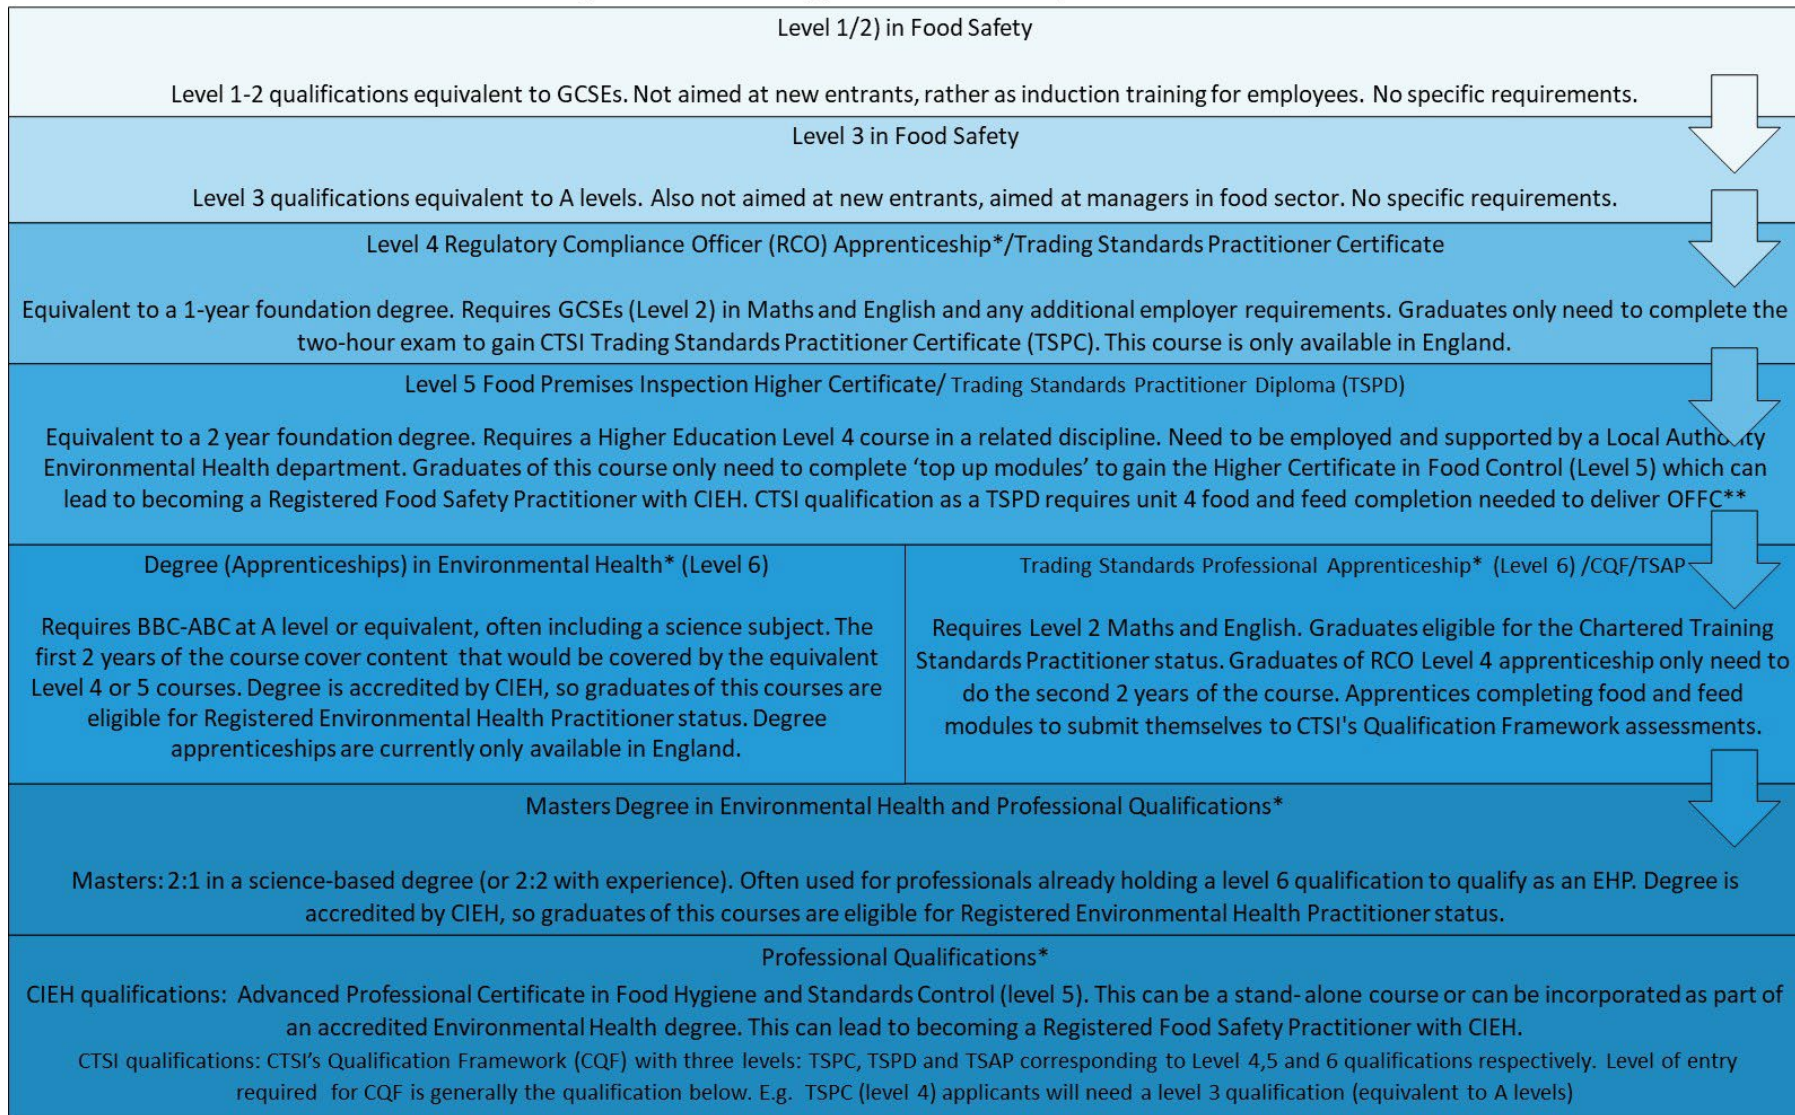 Level 1/2) in Food Safety
Level 1-2 qualifications equivalent to GCSEs. Not aimed at new entrants, rather as induction training for employees. No specific requirements.
Level 3 in Food Safety
Level 3 qualifications equivalent to A levels. Also not aimed at new entrants, aimed at managers in food sector. No specific requirements.
Level 4 Regulatory Compliance Officer (RCO) Apprenticeship*/Trading Standards Practitioner Certificate
Equivalent to a 1-year foundation degree. Requires GCSEs (Level 2) in Maths and English and any additional employer requirements. Graduates only need to complete the
two-hour exam to gain CTSI Trading Standards Practitioner Certificate (TSPC). This course is only available in England.
Level 5 Food Premises Inspection Higher Certificate/ Trading Standards Practitioner Diploma (TSPD)
Equivalent to a 2 year foundation degree. Requires a Higher Education Level 4 course in a related discipline. Need to be employed and supported by a Local Authority
Environmental Health department. Graduates of this course only need to complete ‘top up modules’ to gain the Higher Certificate in Food Control (Level 5) which can
lead to becoming a Registered Food Safety Practitioner with CIEH. CTSI qualification as a TSPD requires unit 4 food and feed completion needed to deliver OFFC**
Degree (Apprenticeships) in Environmental Health* (Level 6)
Requires BBC-ABC at A level or equivalent, often including a science subject. The
first 2 years of the course cover content that would be covered by the equivalent
Level 4 or 5 courses. Degree is accredited by CIEH, so graduates of this courses are
eligible for Registered Environmental Health Practitioner status. Degree
apprenticeships are currently only available in England.
Trading Standards Professional Apprenticeship* (Level 6) /CQF/TSAP
Requires Level 2 Maths and English. Graduates eligible for the Chartered Training
Standards Practitioner status. Graduates of RCO Level 4 apprenticeship only need to
do the second 2 years of the course. Apprentices completing food and feed
modules to submit themselves to CTSI's Qualification Framework assessments.
Masters Degree in Environmental Health and Professional Qualifications*
Masters: 2:1 in a science-based degree (or 2:2 with experience). Often used for professionals already holding a level 6 qualification to qualify as an EHP. Degree is
accredited by CIEH, so graduates of this courses are eligible for Registered Environmental Health Practitioner status.
Professional Qualifications*
CIEH qualifications: Advanced Professional Certificate in Food Hygiene and Standards Control (level 5). This can be a stand-alone course or can be incorporated as part of
an accredited Environmental Health degree. This can lead to becoming a Registered Food Safety Practitioner with CIEH.
CTSI qualifications: CTSI’s Qualification Framework (CQF) with three levels: TSPC, TSPD and TSAP corresponding to Level 4,5 and 6 qualifications respectively. Level of entry
required for CQF is generally the qualification below. E.g. TSPC (level 4) applicants will need a level 3 qualification (equivalent to A levels)